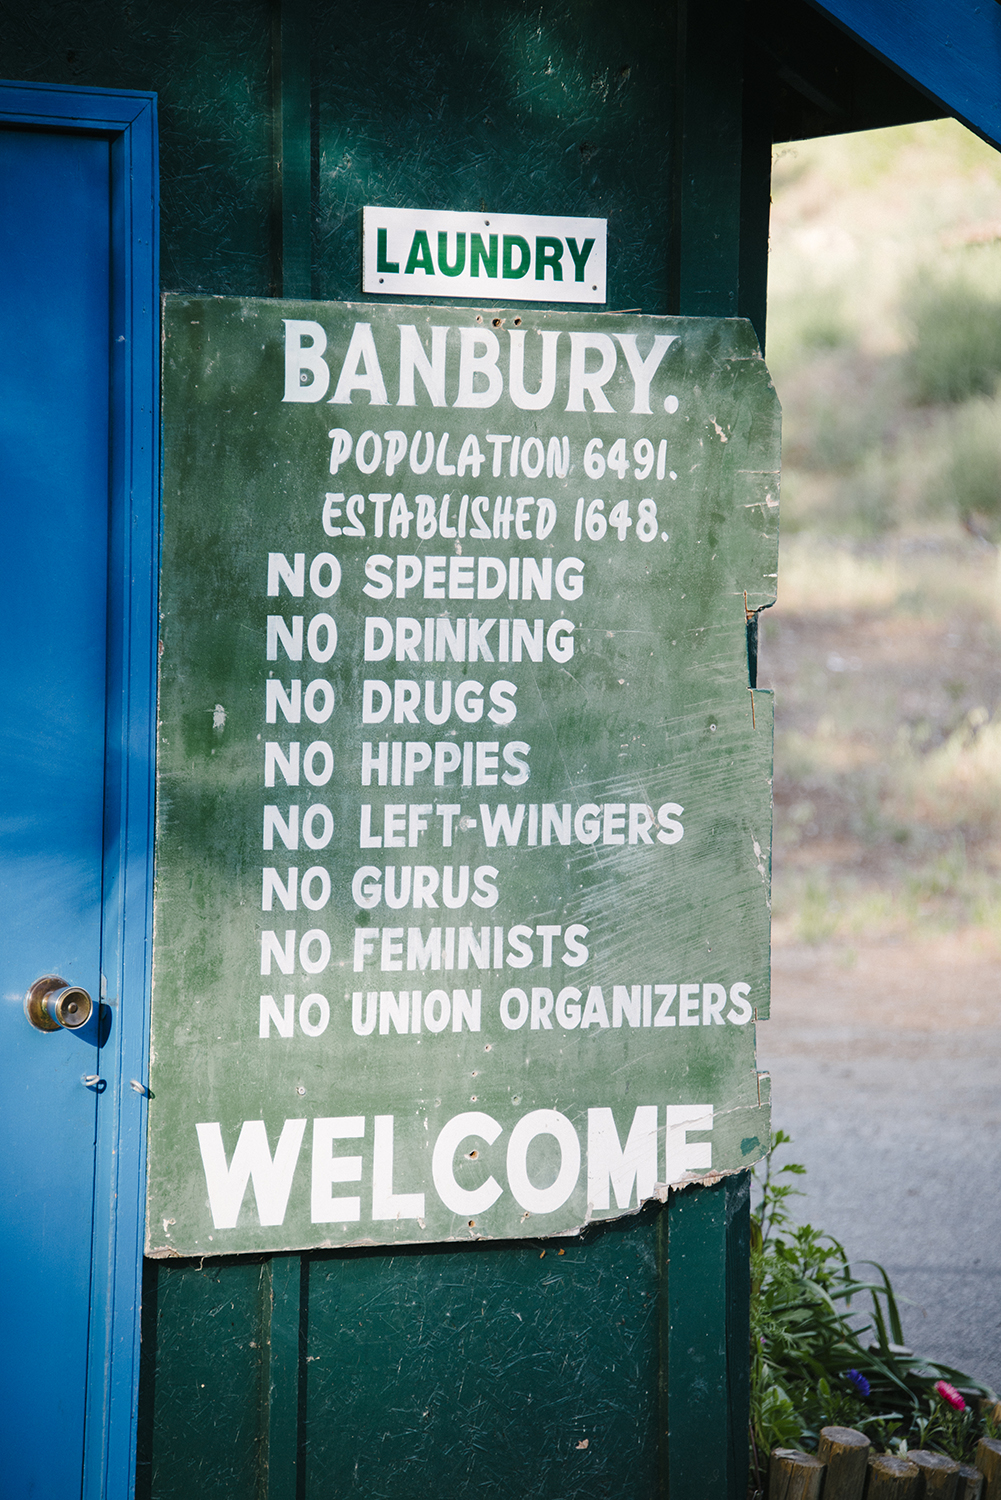 LAUNDRY
BANBURY.
POPULATION 6491.
ESTABLISHED 1648.
NO SPEEDING
NO DRINKING
NO DRUGS
NO HIPPIES
NO LEFT-WINGERS
NO GURUS
NO FEMINISTS
NO UNION ORGANIZERS
WELCOME